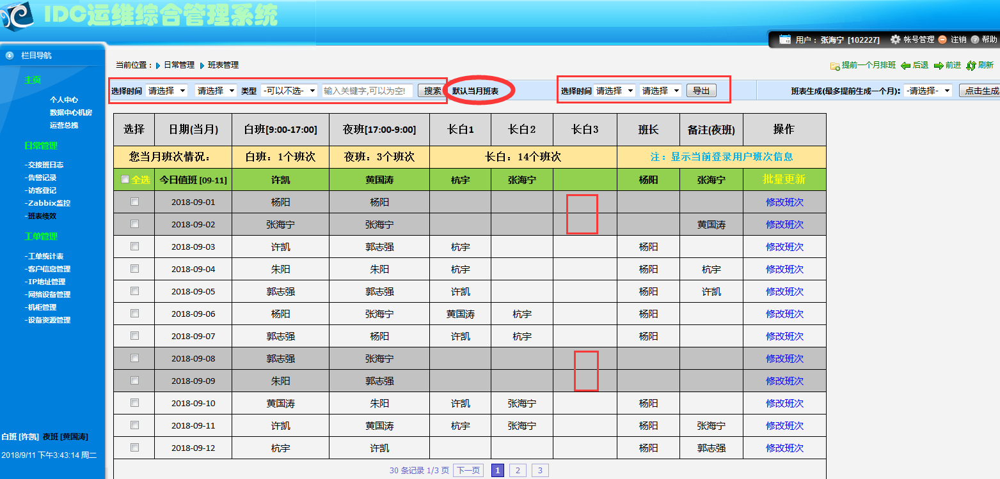 IDC运维综合管理系统
用户：张海宁 [102227] 帐号管理 注销 帮助
栏目导航
主页
个人中心
数据中心机房
运营总揽
日常管理
-交接班日志
-告警记录
-访客登记
-Zabbix监控
-班表绩效
工单管理
-工单统计表
-客户信息管理
-IP地址管理
-网络设备管理
-机柜管理
-设备资源管理
白班 [许凯] 夜班 [黄国涛]
2018/9/11 下午3:43:14 周二
当前位置： 日常管理 班表管理
提前一个月排班 后退 前进 刷新
选择时间 请选择 请选择 类型 -可以不选- 输入关键字,可以为空! 搜索 默认当月班表 选择时间 请选择 请选择 导出 班表生成(最多提前生成一个月): -请选择- 点击生成
选择 日期(当月) 白班[9:00-17:00] 夜班[17:00-9:00] 长白1 长白2 长白3 班长 备注(夜班) 操作
您当月班次情况： 白班：1个班次 夜班：3个班次 长白：14个班次 注：显示当前登录用户班次信息
全选 今日值班 [09-11] 许凯 黄国涛 杭宇 张海宁 杨阳 张海宁 批量更新
2018-09-01 杨阳 杨阳 修改班次
2018-09-02 张海宁 张海宁 黄国涛 修改班次
2018-09-03 许凯 郭志强 杭宇 杨阳 修改班次
2018-09-04 朱阳 朱阳 杭宇 杨阳 杭宇 修改班次
2018-09-05 郭志强 郭志强 许凯 杨阳 许凯 修改班次
2018-09-06 杨阳 张海宁 黄国涛 杭宇 杨阳 修改班次
2018-09-07 郭志强 杨阳 许凯 杭宇 杨阳 修改班次
2018-09-08 郭志强 张海宁 修改班次
2018-09-09 朱阳 郭志强 修改班次
2018-09-10 黄国涛 朱阳 许凯 张海宁 杨阳 修改班次
2018-09-11 许凯 黄国涛 杭宇 张海宁 杨阳 张海宁 修改班次
2018-09-12 杭宇 许凯 杨阳 郭志强 修改班次
30 条记录 1/3 页 下一页 1 2 3